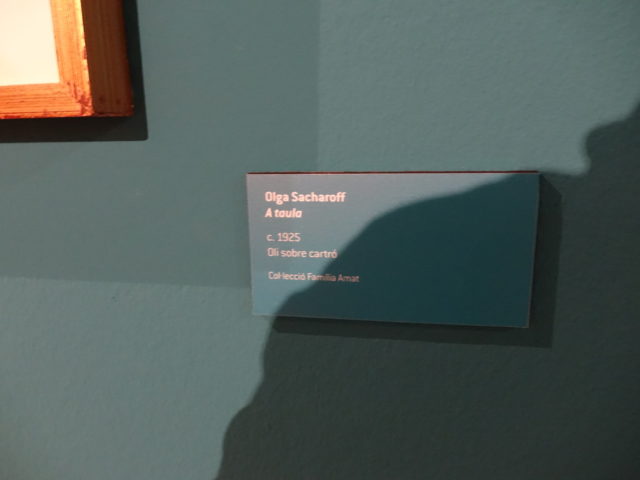 Olga Sacharoff
A taula
c. 1925
Oli sobre cartró
Col·lecció Família Amat